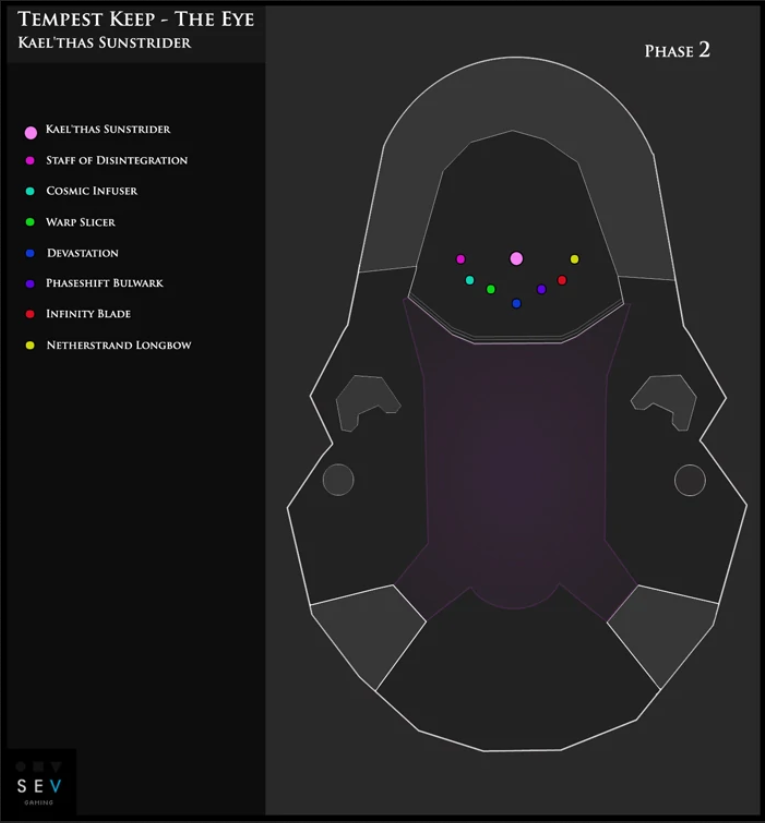 Tempest Keep - The Eye
Kael'thas Sunstrider
Phase 2
Kael'thas Sunstrider
Staff of Disintegration
Cosmic Infuser
Warp Slicer
Devastation
Phaseshift Bulwark
Infinity Blade
Netherstrand Longbow
SEV
GAMING